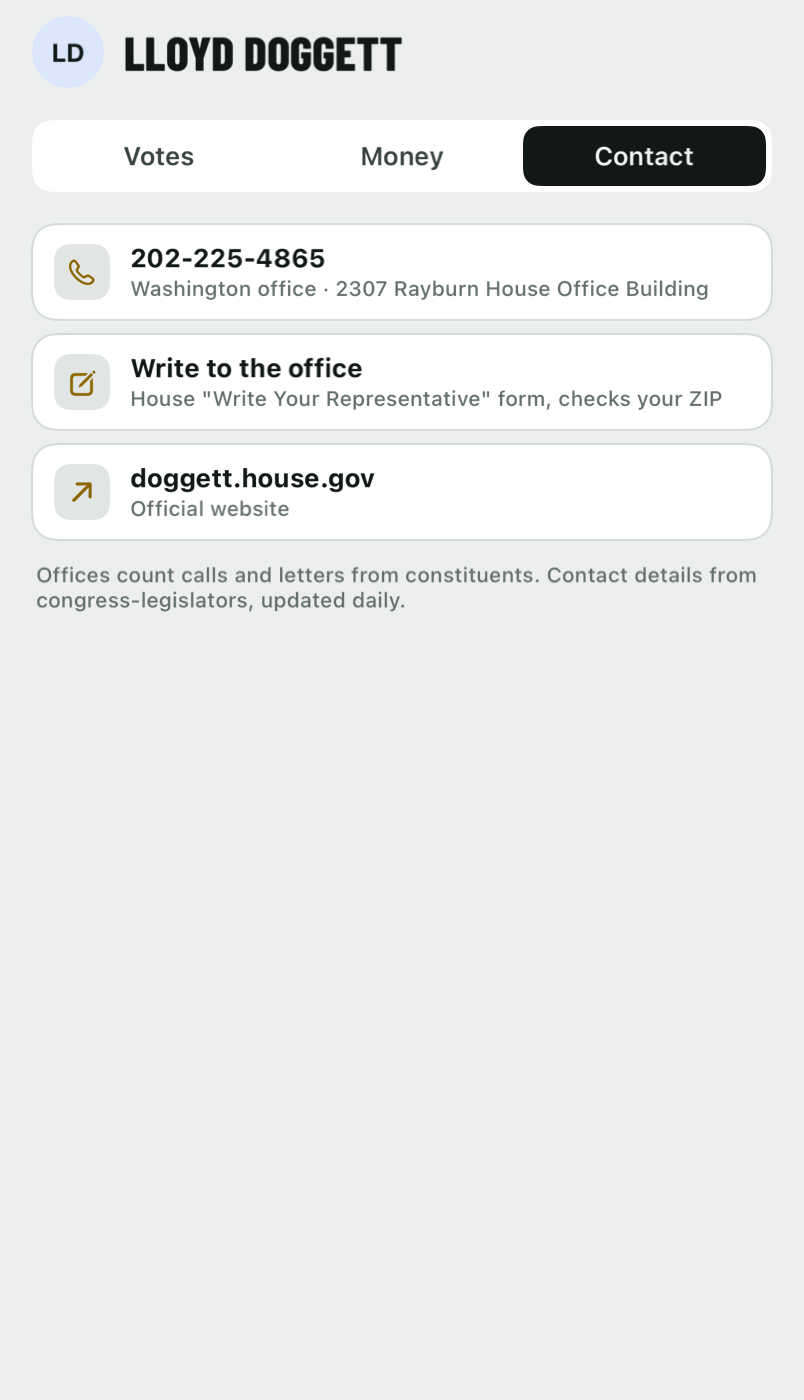 LD
LLOYD DOGGETT
Votes
Money
Contact
202-225-4865
Washington office · 2307 Rayburn House Office Building
Write to the office
House "Write Your Representative" form, checks your ZIP
doggett.house.gov
Official website
Offices count calls and letters from constituents. Contact details from
congress-legislators, updated daily.